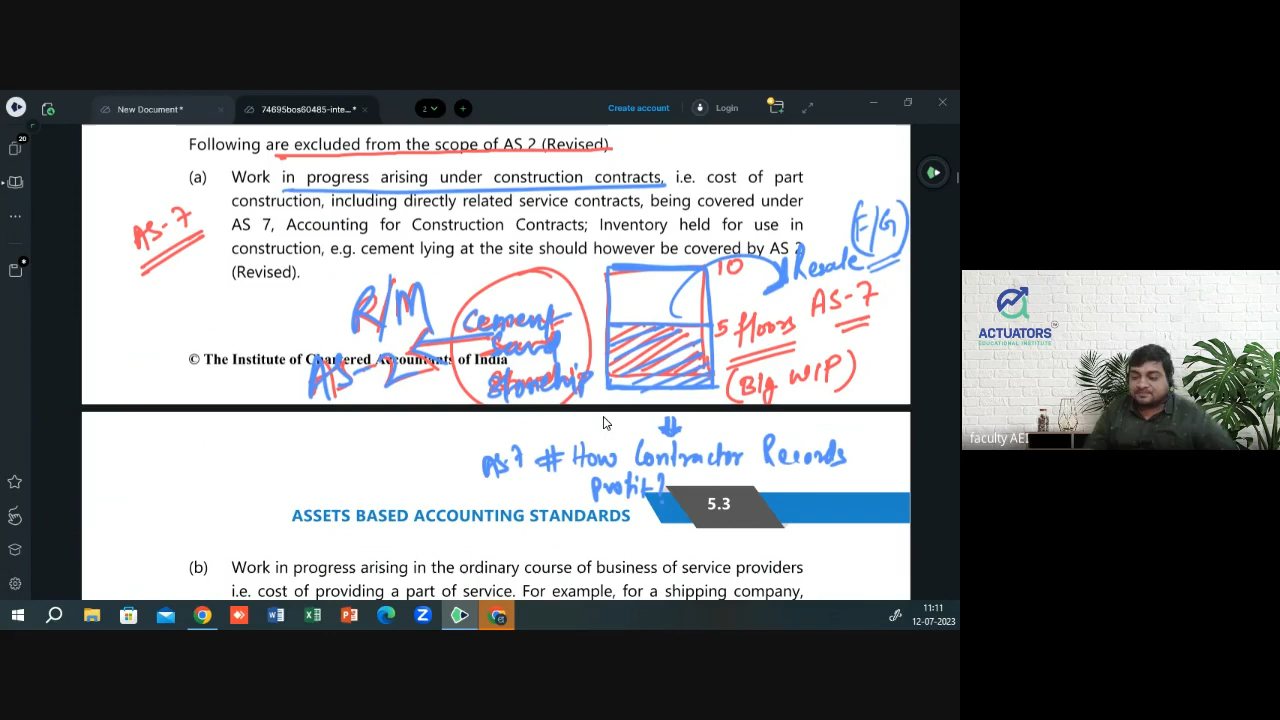 New Document*
74695bos60485-inte...*
2
Create account
Login
20
Following are excluded from the scope of AS 2 (Revised).
(a) Work in progress arising under construction contracts, i.e. cost of part
construction, including directly related service contracts, being covered under
AS 7, Accounting for Construction Contracts; Inventory held for use in
construction, e.g. cement lying at the site should however be covered by AS 2
(Revised).
AS-7
(F/G)
Resale
10
AS-7
R/M
AS-2
cement
Sand
Stonechip
5 floors
(Big WIP)
© The Institute of Chartered Accountants of India
AS7 # How Contractor Records
Profit?
ASSETS BASED ACCOUNTING STANDARDS
5.3
(b) Work in progress arising in the ordinary course of business of service providers
i.e. cost of providing a part of service. For example, for a shipping company,
11:11
12-07-2023
ACTUATORS
EDUCATIONAL INSTITUTE
faculty AEI